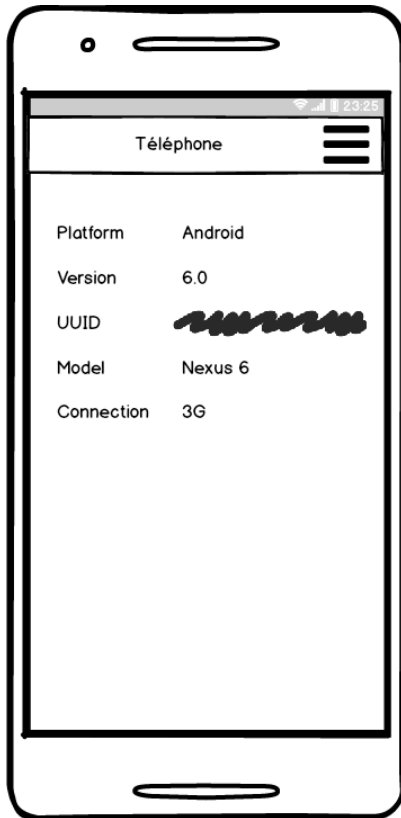 23:25
Téléphone
Platform Android
Version 6.0
UUID
Model Nexus 6
Connection 3G